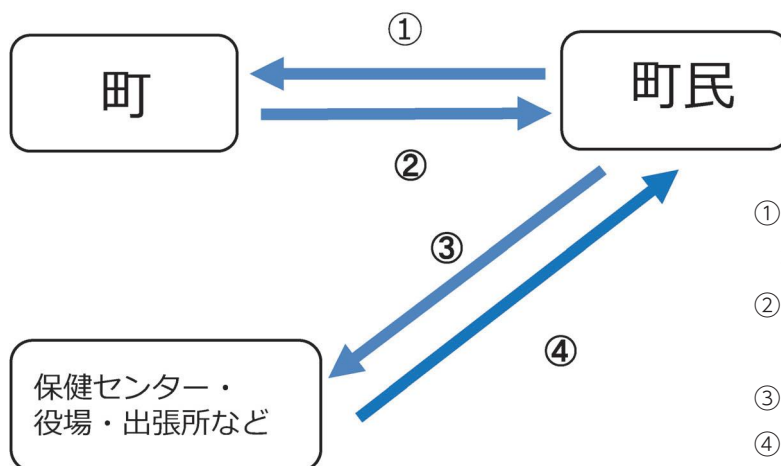 ①
町
町民
②
③
④
保健センター・
役場・出張所など
①
②
③
④